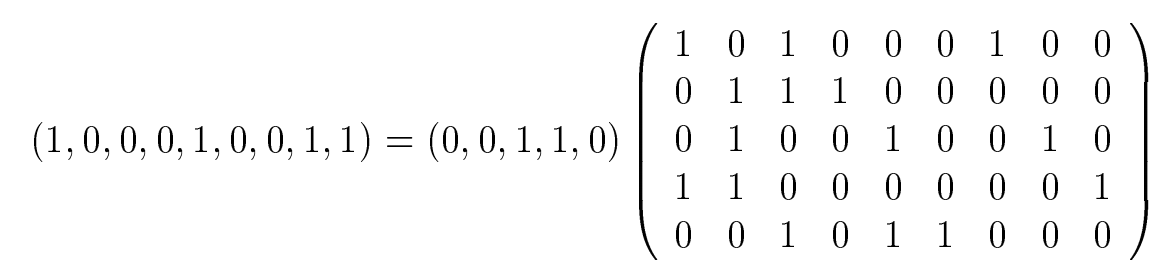 1 0 1 0 0 0 1 0 0
0 1 1 1 0 0 0 0 0
(1, 0, 0, 0, 1, 0, 0, 1, 1) = (0, 0, 1, 1, 0) 0 1 0 0 1 0 0 1 0
1 1 0 0 0 0 0 0 1
0 0 1 0 1 1 0 0 0